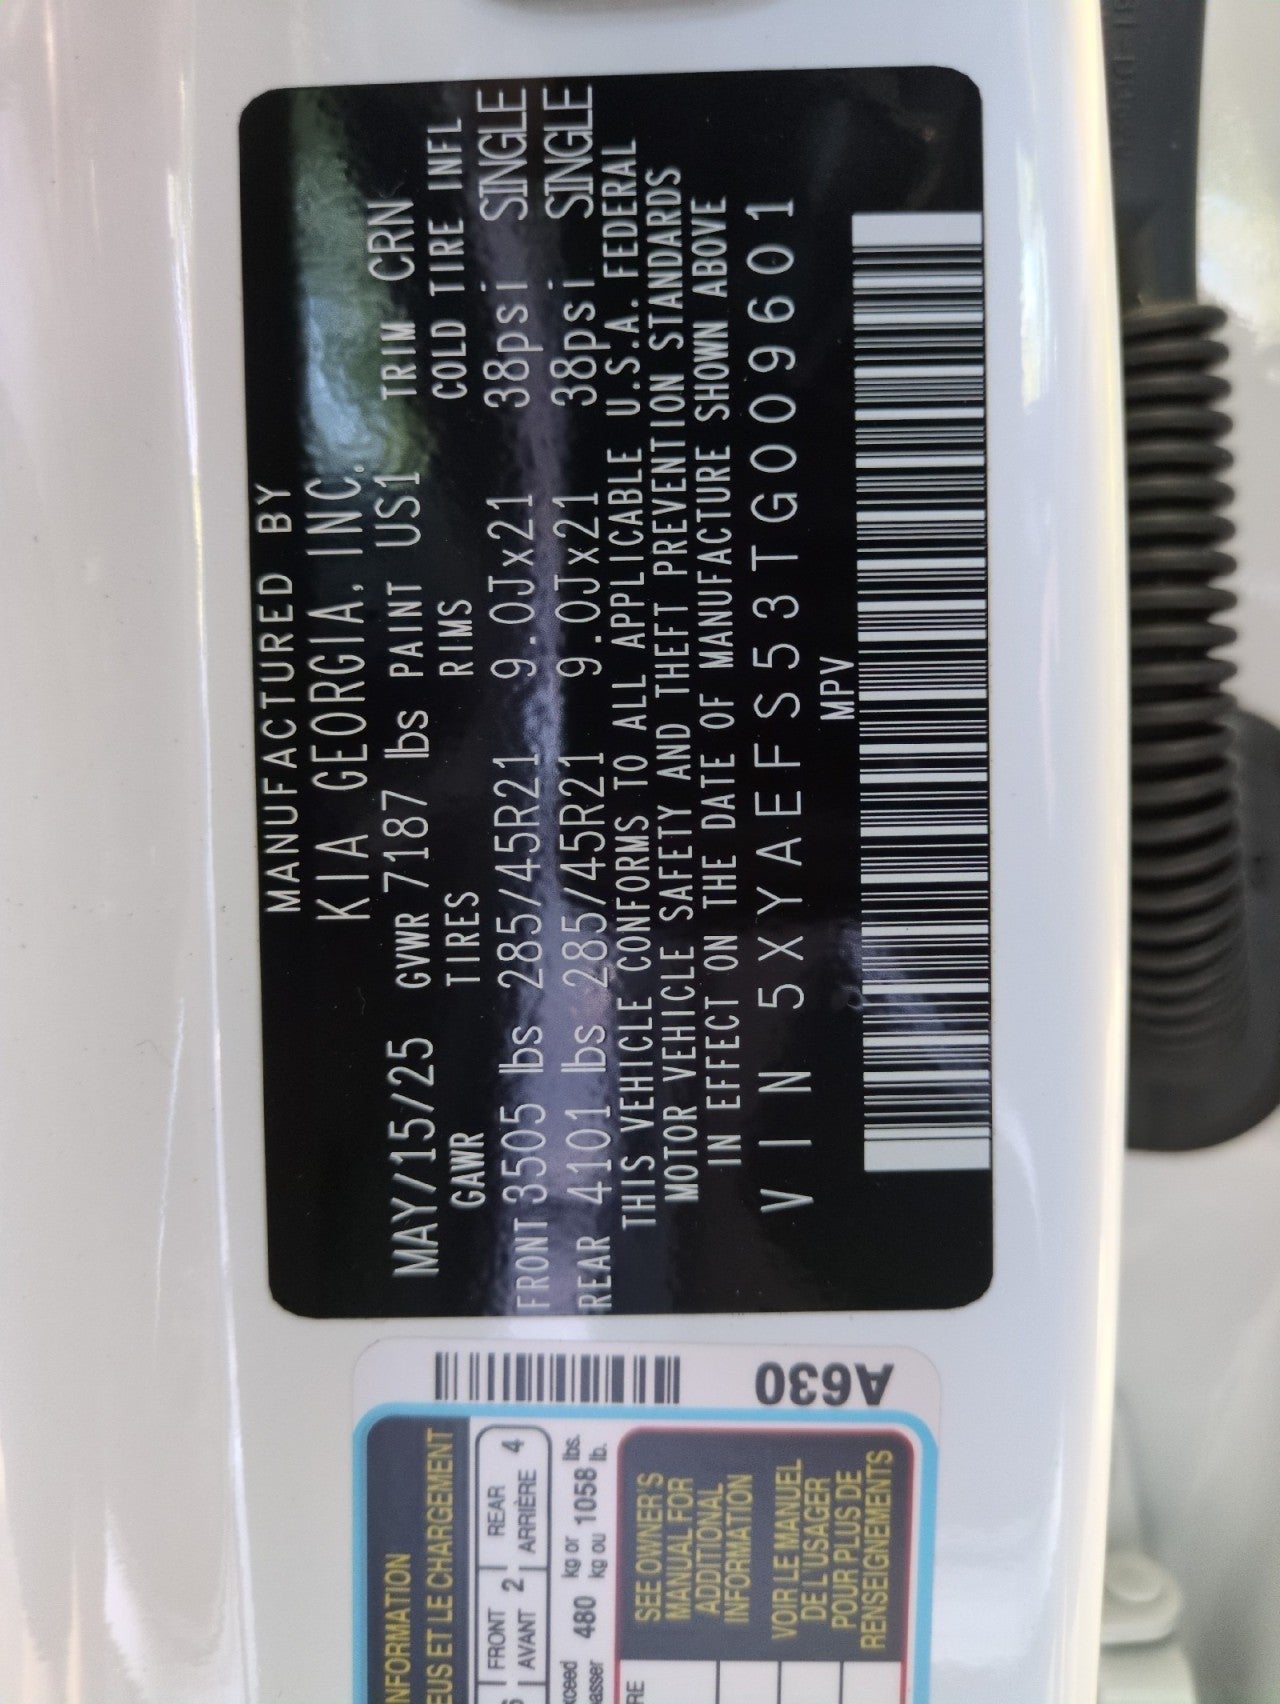 MANUFACTURED BY
KIA GEORGIA, INC.
MAY/15/25 GVWR 7187 lbs PAINT US1 TRIM CRN
GAWR TIRES RIMS COLD TIRE INFL
FRONT 3505 lbs 285/45R21 9.0Jx21 38psi SINGLE
REAR 4101 lbs 285/45R21 9.0Jx21 38psi SINGLE
THIS VEHICLE CONFORMS TO ALL APPLICABLE U.S.A. FEDERAL
MOTOR VEHICLE SAFETY AND THEFT PREVENTION STANDARDS
IN EFFECT ON THE DATE OF MANUFACTURE SHOWN ABOVE
VIN 5XYAEFS53TG009601
MPV
A630
NFORMATION
EUS ET LE CHARGEMENT
FRONT 2 REAR 4
AVANT ARRIÈRE
xceed 480 kg or 1058 lbs.
asser kg ou lb.
RE
SEE OWNER'S
MANUAL FOR
ADDITIONAL
INFORMATION
VOIR LE MANUEL
DE L'USAGER
POUR PLUS DE
RENSEIGNEMENTS